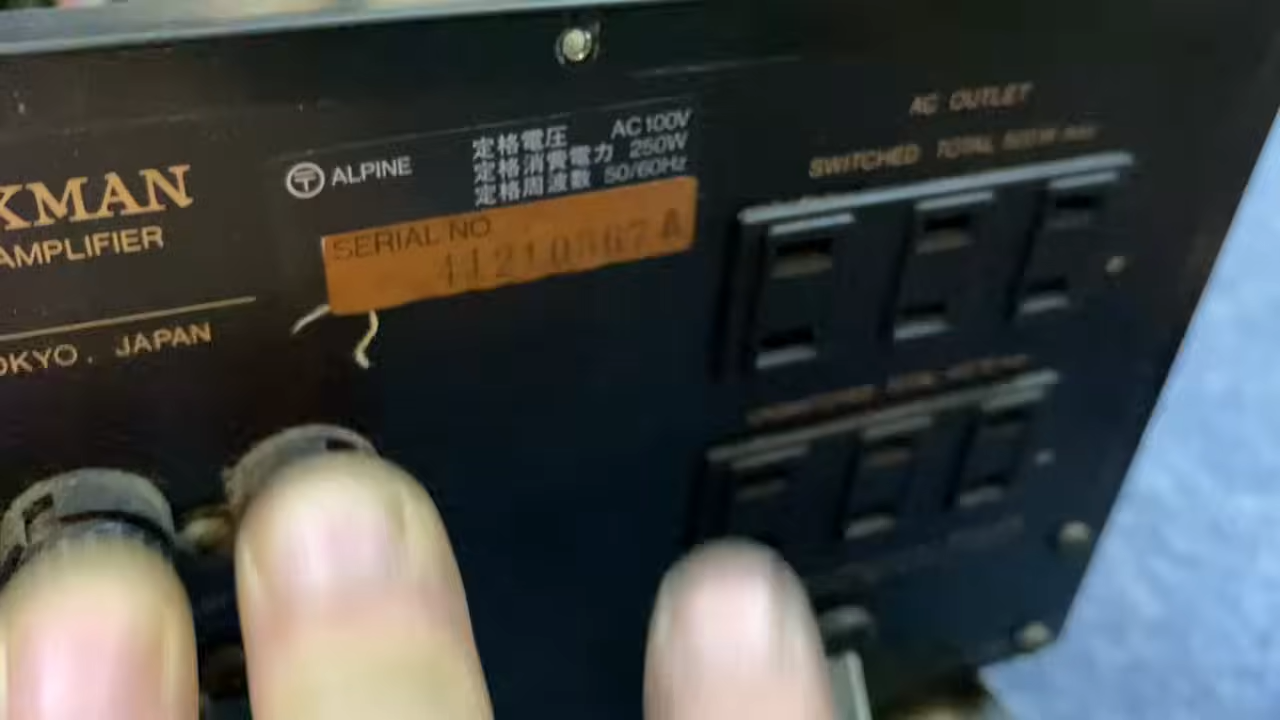 XMAN
AMPLIFIER
OKYO. JAPAN
ALPINE
定格電圧 AC100V
定格消費電力 250W
定格周波数 50/60Hz
SERIAL NO
AC OUTLET
SWITCHED TOTAL